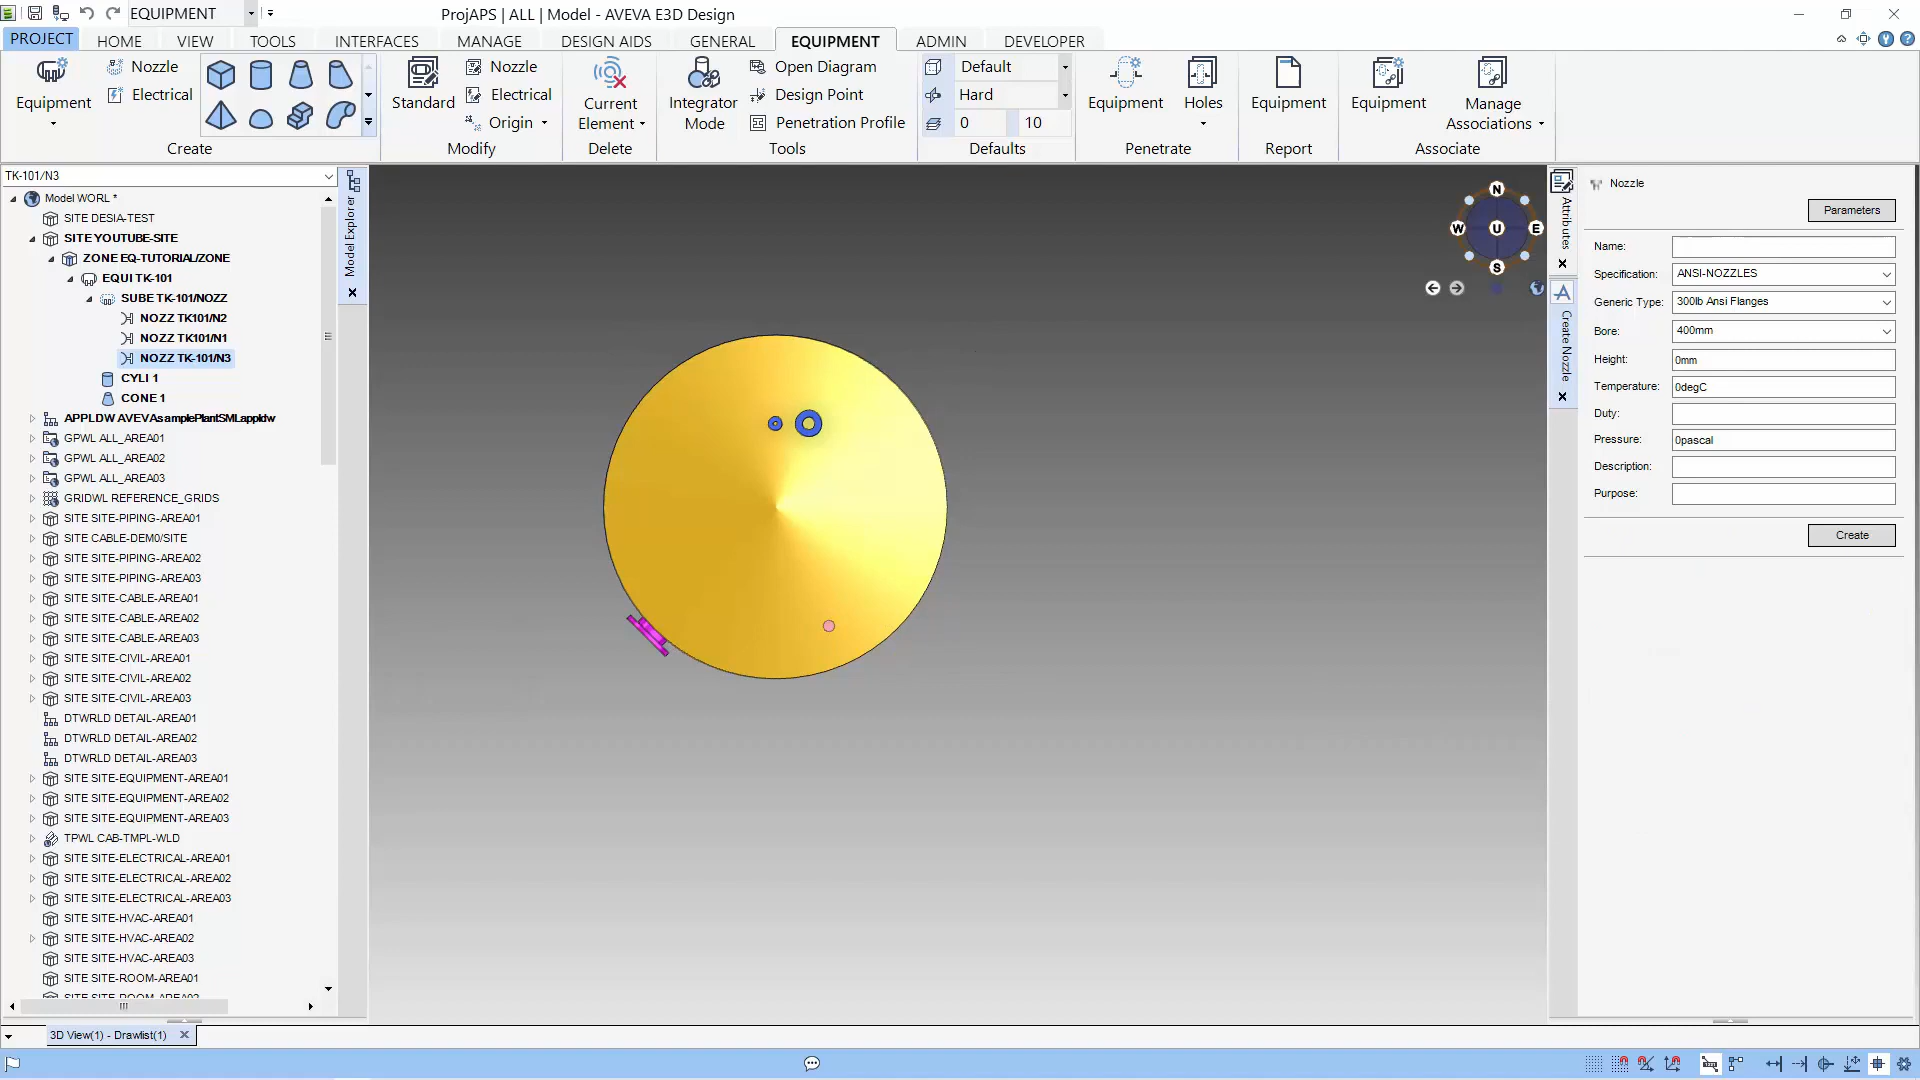 EQUIPMENT
ProjAPS | ALL | Model - AVEVA E3D Design
PROJECT HOME VIEW TOOLS INTERFACES MANAGE DESIGN AIDS GENERAL EQUIPMENT ADMIN DEVELOPER
Equipment
Nozzle
Electrical
Create
Standard
Nozzle
Electrical
Origin
Modify
Current
Element
Delete
Integrator
Mode
Open Diagram
Design Point
Penetration Profile
Tools
Default
Hard
0 10
Defaults
Equipment
Holes
Penetrate
Equipment
Report
Equipment
Manage
Associations
Associate
TK-101/N3
Model WORL *
SITE DESIA-TEST
SITE YOUTUBE-SITE
ZONE EQ-TUTORIAL/ZONE
EQUI TK-101
SUBE TK-101/NOZZ
NOZZ TK101/N2
NOZZ TK101/N1
NOZZ TK-101/N3
CYLI 1
CONE 1
APPLDW AVEVAsamplePlantSMLappldw
GPWL ALL_AREA01
GPWL ALL_AREA02
GPWL ALL_AREA03
GRIDWL REFERENCE_GRIDS
SITE SITE-PIPING-AREA01
SITE CABLE-DEM0/SITE
SITE SITE-PIPING-AREA02
SITE SITE-PIPING-AREA03
SITE SITE-CABLE-AREA01
SITE SITE-CABLE-AREA02
SITE SITE-CABLE-AREA03
SITE SITE-CIVIL-AREA01
SITE SITE-CIVIL-AREA02
SITE SITE-CIVIL-AREA03
DTWRLD DETAIL-AREA01
DTWRLD DETAIL-AREA02
DTWRLD DETAIL-AREA03
SITE SITE-EQUIPMENT-AREA01
SITE SITE-EQUIPMENT-AREA02
SITE SITE-EQUIPMENT-AREA03
TPWL CAB-TMPL-WLD
SITE SITE-ELECTRICAL-AREA01
SITE SITE-ELECTRICAL-AREA02
SITE SITE-ELECTRICAL-AREA03
SITE SITE-HVAC-AREA01
SITE SITE-HVAC-AREA02
SITE SITE-HVAC-AREA03
SITE SITE-ROOM-AREA01
Model Explorer
N
W U E
S
Attributes
Create Nozzle
Nozzle
Parameters
Name:
Specification: ANSI-NOZZLES
Generic Type: 300lb Ansi Flanges
Bore: 400mm
Height: 0mm
Temperature: 0degC
Duty:
Pressure: 0pascal
Description:
Purpose:
Create
3D View(1) - Drawlist(1)